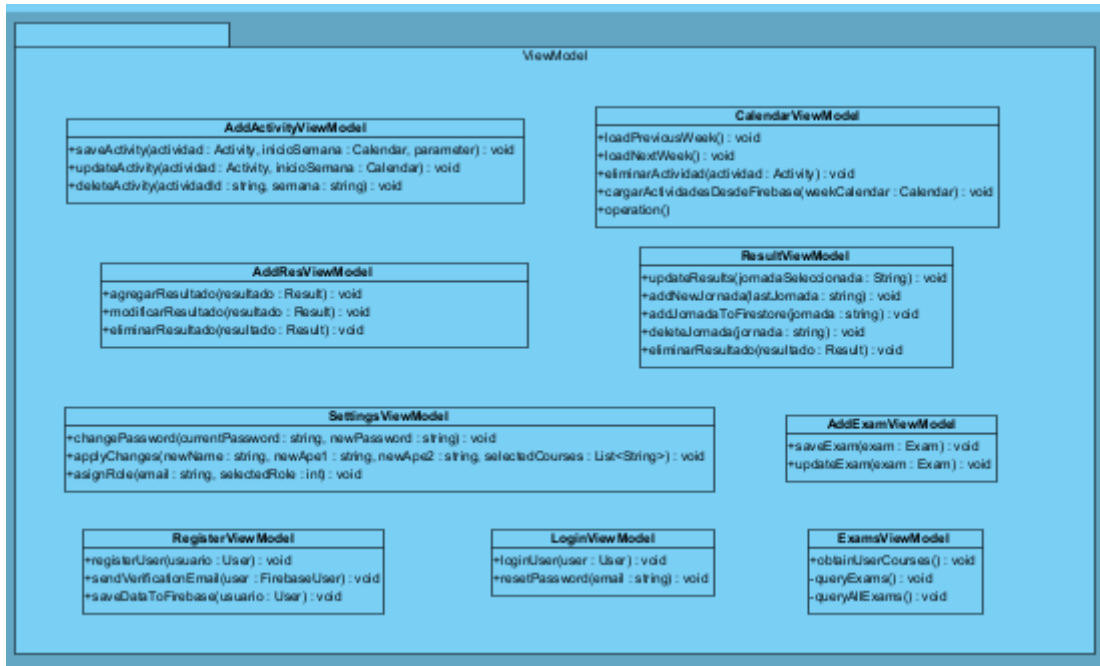 ViewModel
AddActivityViewModel
+saveActivity(actividad : Activity, inicioSemana : Calendar, parameter) : void
+updateActivity(actividad : Activity, inicioSemana : Calendar) : void
+deleteActivity(actividadId : string, semana : string) : void
CalendarViewModel
+loadPreviousWeek() : void
+loadNextWeek() : void
+eliminarActividad(actividad : Activity) : void
+cargarActividadesDesdeFirebase(weekCalendar : Calendar) : void
+operation()
AddResViewModel
+agregarResultado(resultado : Result) : void
+modificarResultado(resultado : Result) : void
+eliminarResultado(resultado : Result) : void
ResultViewModel
+updateResults(jornadaSeleccionada : String) : void
+addNewJornada(lastJornada : string) : void
+addJornadaToFirestore(jornada : string) : void
+deleteJornada(jornada : string) : void
+eliminarResultado(resultado : Result) : void
SettingsViewModel
+changePassword(currentPassword : string, newPassword : string) : void
+applyChanges(newName : string, newApe1 : string, newApe2 : string, selectedCourses : List<String>) : void
+asignRole(email : string, selectedRole : int) : void
AddExamViewModel
+saveExam(exam : Exam) : void
+updateExam(exam : Exam) : void
RegisterViewModel
+registerUser(usuario : User) : void
+sendVerificationEmail(user : FirebaseUser) : void
+saveDataToFirebase(usuario : User) : void
LoginViewModel
+loginUser(user : User) : void
+resetPassword(email : string) : void
ExamsViewModel
+obtainUserCourses() : void
-queryExams() : void
-queryAllExams() : void